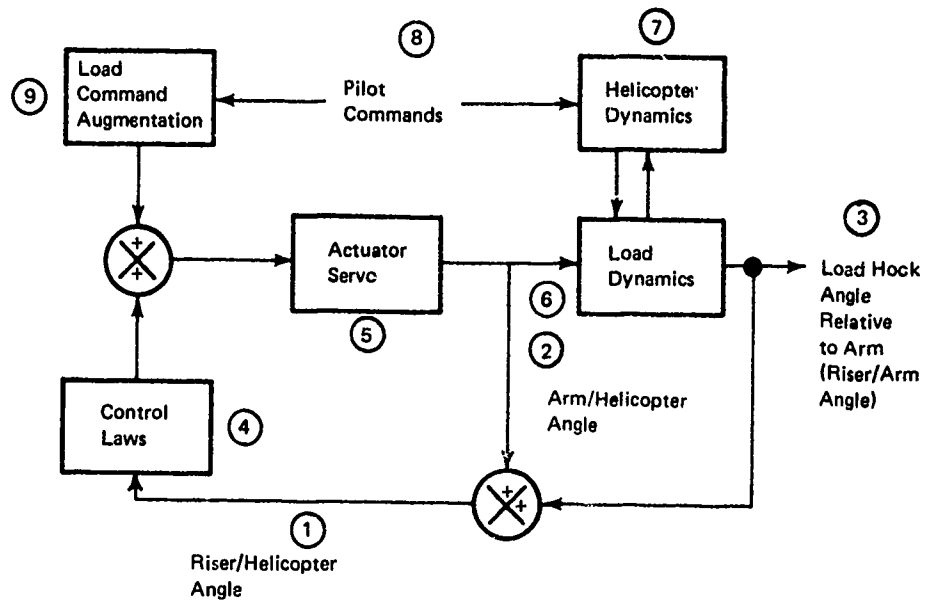 8
7
9
Load
Command
Augmentation
Pilot
Commands
Helicopter
Dynamics
+
+
Actuator
Servc
5
6
2
Load
Dynamics
3
Load Hock
Angle
Relative
to Arm
(Riser/Arm
Angle)
Control
Laws
4
Arm/Helicopter
Angle
+
+
1
Riser/Helicopter
Angle